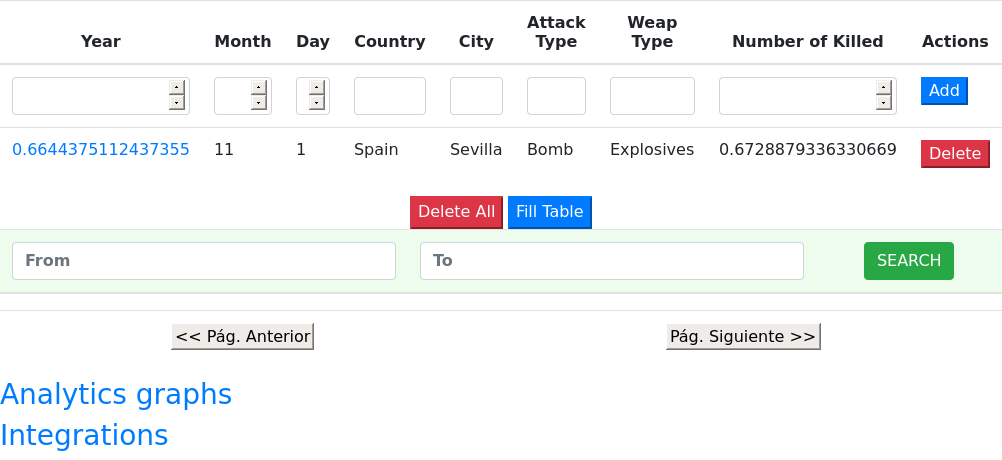 Year Month Day Country City Attack Type Weap Type Number of Killed Actions
Add
0.6644375112437355 11 1 Spain Sevilla Bomb Explosives 0.6728879336330669 Delete
Delete All Fill Table
From To SEARCH
<< Pág. Anterior Pág. Siguiente >>
Analytics graphs
Integrations